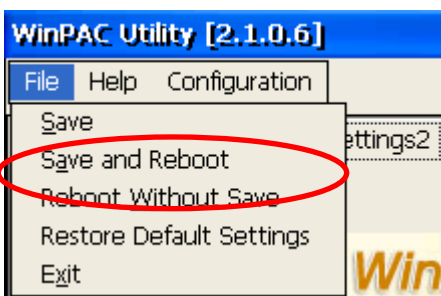 WinPAC Utility [2.1.0.6]
File Help Configuration
Save
ettings2
Save and Reboot
Reboot Without Save
Restore Default Settings
Exit
Win